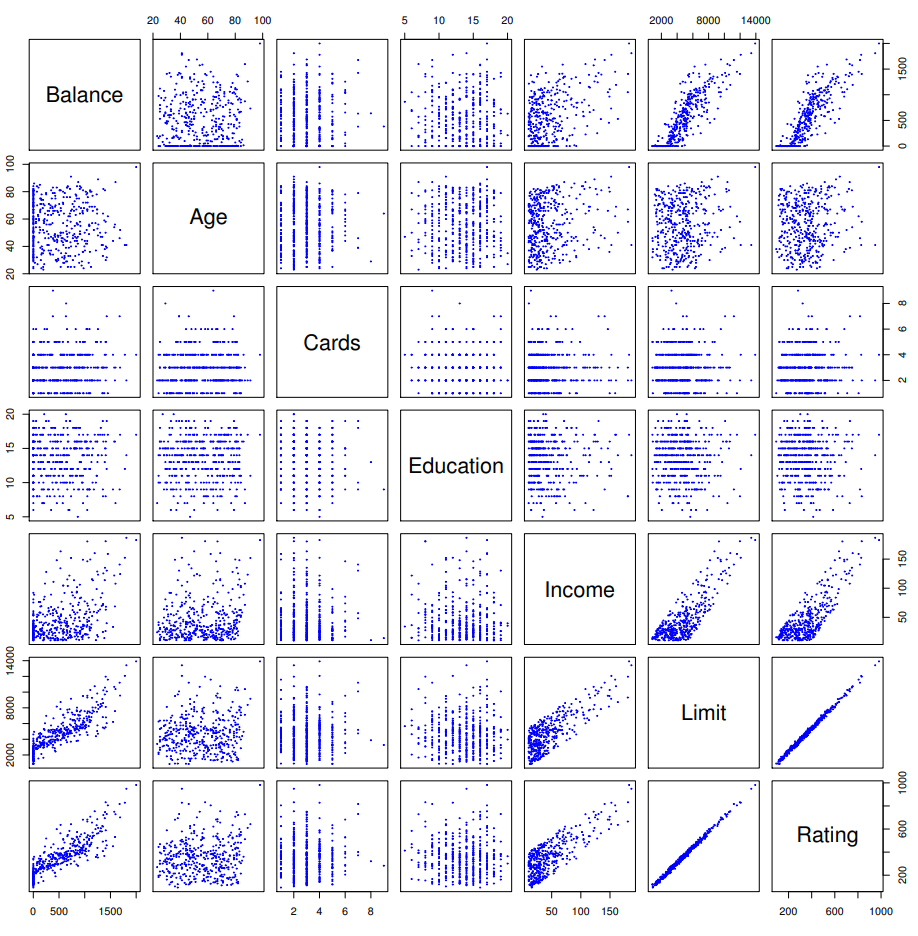 20 40 60 80 100 5 10 15 20 2000 8000 14000
Balance
0 500 1500
Age
20 40 60 80 100
Cards
2 4 6 8
Education
5 10 15 20
Income
50 100 150
Limit
2000 8000 14000
Rating
200 600 1000
0 500 1500 2 4 6 8 50 100 150 200 600 1000